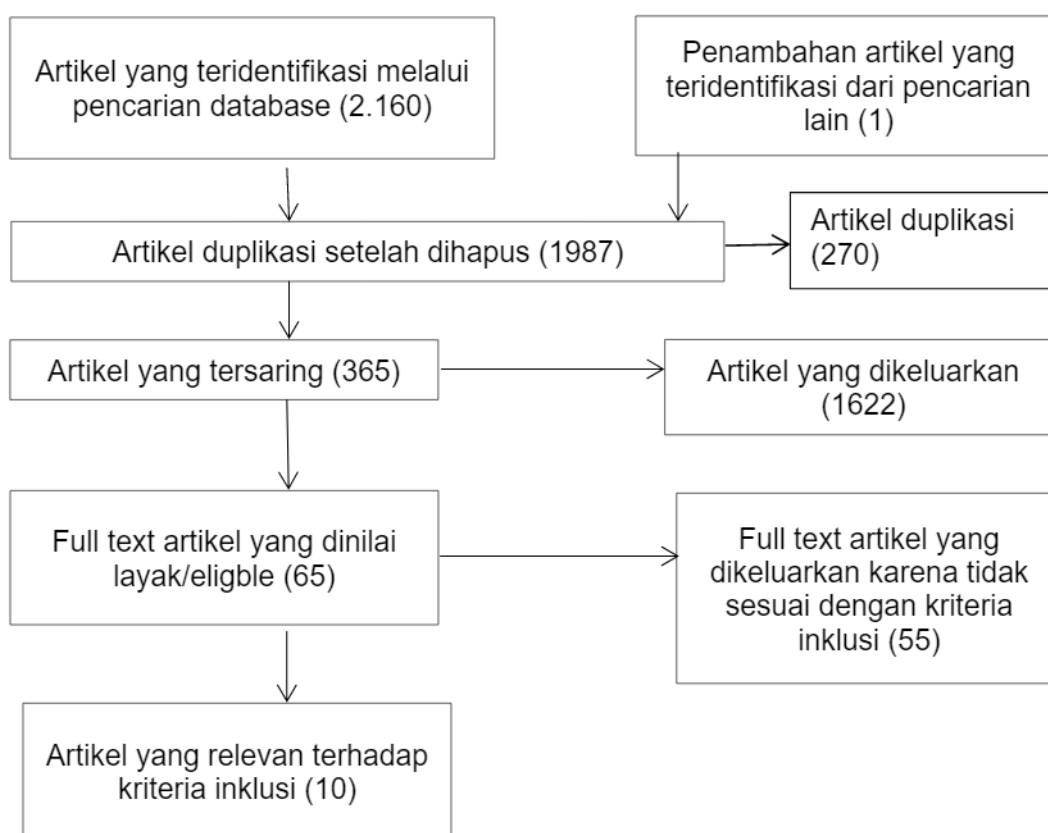 Artikel yang teridentifikasi melalui
pencarian database (2.160)
Penambahan artikel yang
teridentifikasi dari pencarian
lain (1)
Artikel duplikasi setelah dihapus (1987)
Artikel duplikasi
(270)
Artikel yang tersaring (365)
Artikel yang dikeluarkan
(1622)
Full text artikel yang dinilai
layak/eligble (65)
Full text artikel yang
dikeluarkan karena tidak
sesuai dengan kriteria
inklusi (55)
Artikel yang relevan terhadap
kriteria inklusi (10)